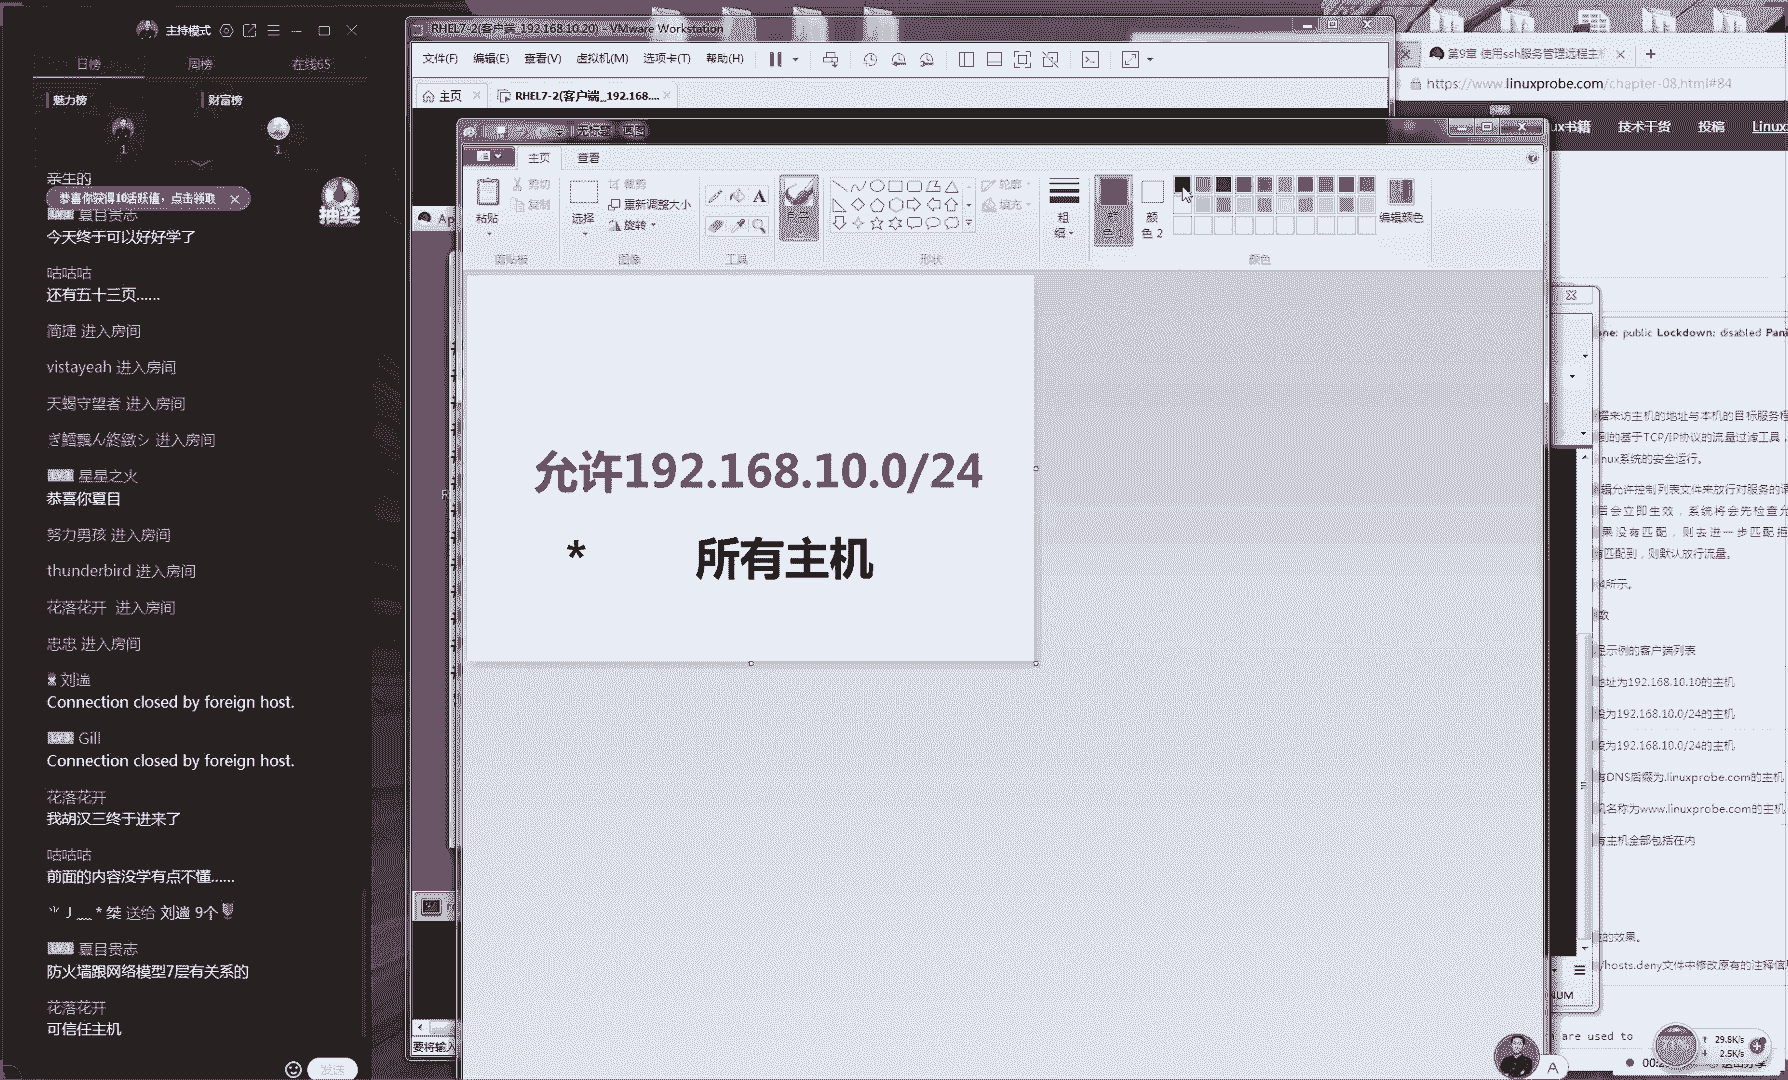 主持模式
日榜 周榜 在线65
魅力榜 财富榜
1 1
亲生的
恭喜你获得10活跃值，点击领取
抽奖
夏目贵志
今天终于可以好好学了
咕咕咕
还有五十三页......
简捷 进入房间
vistayeah 进入房间
天蝎守望者 进入房间
进入房间
星星之火
恭喜你夏目
努力男孩 进入房间
thunderbird 进入房间
花落花开 进入房间
忠忠 进入房间
刘遄
Connection closed by foreign host.
Gill
Connection closed by foreign host.
花落花开
我胡汉三终于进来了
咕咕咕
前面的内容没学有点不懂......
送给 刘遄 9个
夏目贵志
防火墙跟网络模型7层有关系的
花落花开
可信任主机
发送
RHEL7-2(客户端_192.168.10.20) - VMware Workstation
文件(F) 编辑(E) 查看(V) 虚拟机(M) 选项卡(T) 帮助(H)
主页 RHEL7-2(客户端_192.168....
Ap
无标题 - 画图
主页 查看
粘贴 剪切 复制
选择 裁剪 重新调整大小 旋转
轮廓 填充
粗细 颜色 1 颜色 2 编辑颜色
剪贴板 图像 工具 形状 颜色
允许192.168.10.0/24
* 所有主机
要将输入
第9章 使用ssh服务管理远程主机
https://www.linuxprobe.com/chapter-08.html#84
ux书籍 技术干货 投稿 Linux
one: public Lockdown: disabled Pani
来访主机的地址与本机的目标服务程
到的基于TCP/IP协议的流量过滤工具，
nux系统的安全运行。
辑允许控制列表文件来放行对服务的请
后会立即生效，系统将会先检查允
果没有匹配，则去进一步匹配拒
有匹配到，则默认放行流量。
所示。
数
足示例的客户端列表
地址为192.168.10.10的主机
段为192.168.10.0/24的主机
段为192.168.10.0/24的主机
有DNS后缀为.linuxprobe.com的主机
机名称为www.linuxprobe.com的主机
有主机全部包括在内
的效果。
/hosts.deny文件中修改原有的注释信息
NUM
are used to
71%
29.8K/s
2.5K/s
A
00:
退出分享